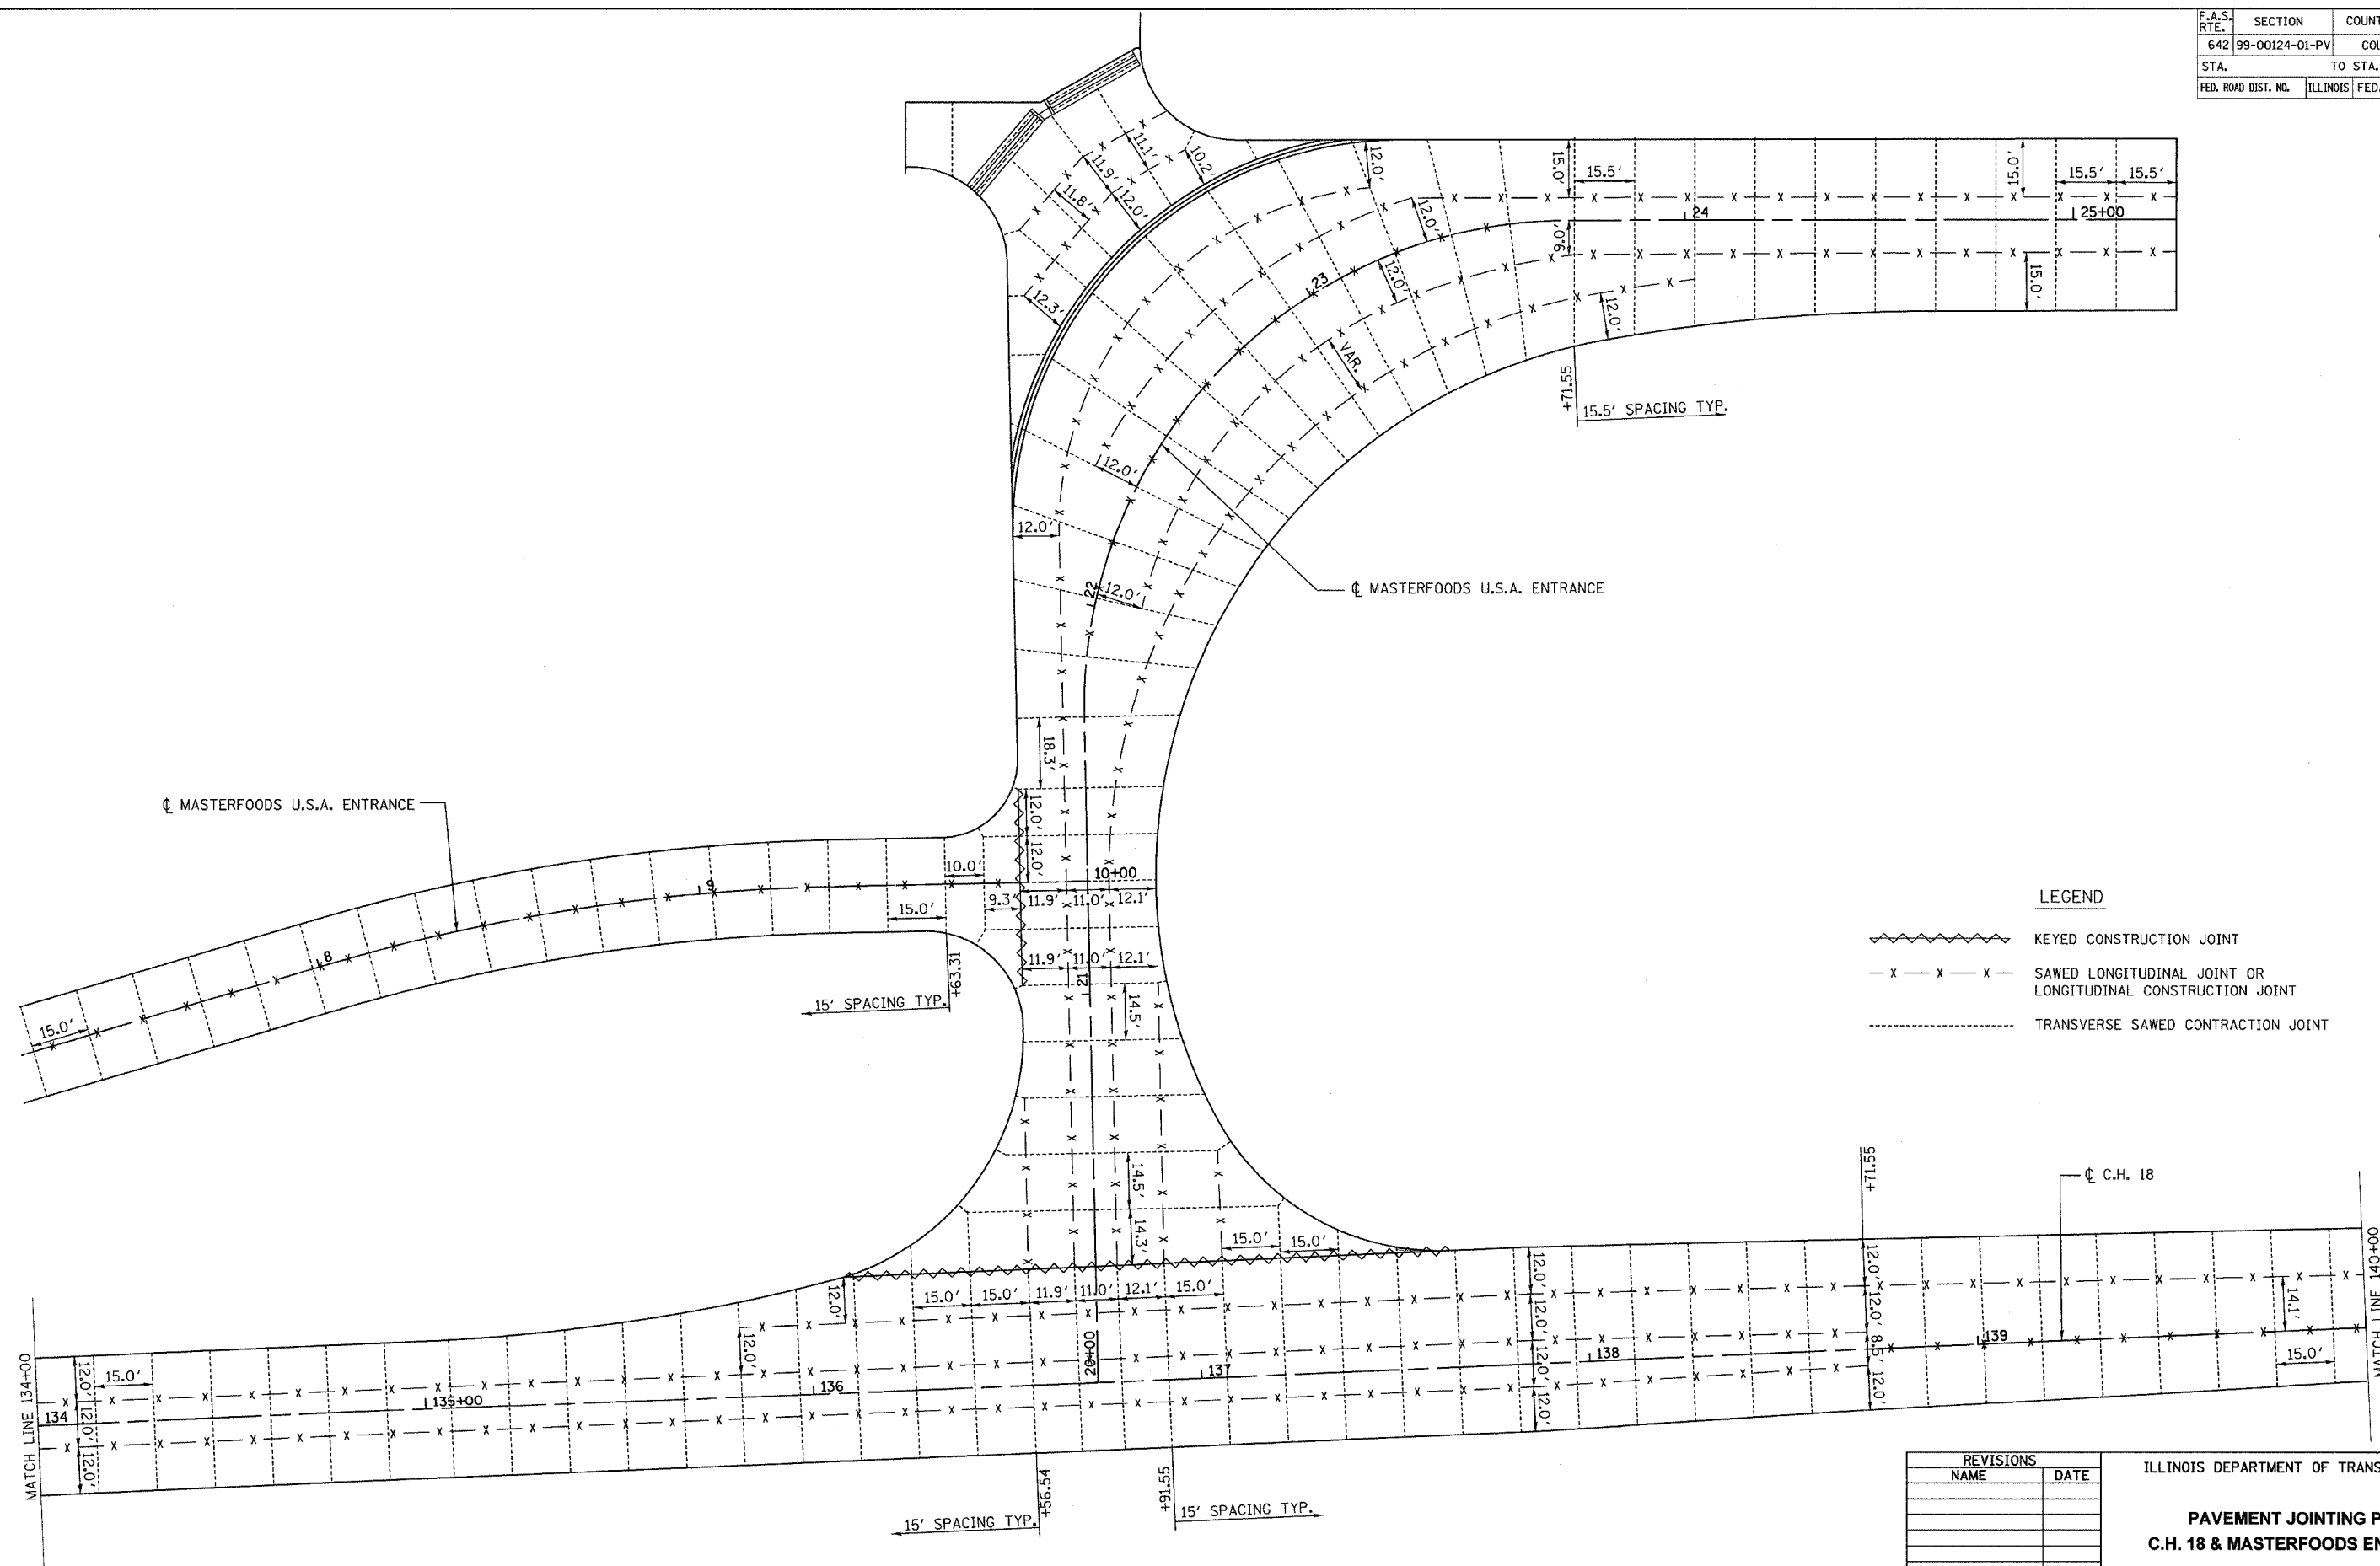 F.A.S. RTE. SECTION COUNT
642 99-00124-01-PV COL
STA. TO STA.
FED. ROAD DIST. NO. ILLINOIS FED.
11.1'
10.2'
11.9'
11.8'
12.0'
12.3'
12.0'
12.0'
15.0'
15.5'
24
15.0'
15.5' 15.5'
25+00
9.0'
15.0'
23
12.0'
12.0'
VAR.
+71.55
15.5' SPACING TYP.
12.0'
12.0'
22
12.0'
℄ MASTERFOODS U.S.A. ENTRANCE
18.3'
℄ MASTERFOODS U.S.A. ENTRANCE
12.0'
12.0'
10.0'
10+00
9
15.0'
9.3' 11.9' 11.0' 12.1'
8
11.9' 11.0' 12.1'
21
+63.31
15' SPACING TYP.
15.0'
14.5'
LEGEND
KEYED CONSTRUCTION JOINT
— X — X — X — SAWED LONGITUDINAL JOINT OR
LONGITUDINAL CONSTRUCTION JOINT
TRANSVERSE SAWED CONTRACTION JOINT
14.5'
14.3'
15.0' 15.0'
+71.55
℄ C.H. 18
12.0'
15.0' 15.0' 11.9' 11.0' 12.1' 15.0'
12.0'
12.0'
12.0'
12.0'
12.0'
12.0'
12.0'
8.5'
12.0'
14.1'
15.0'
MATCH LINE 140+00
MATCH LINE 134+00
12.0'
12.0'
12.0'
15.0'
134
135+00
136
20+00
137
138
139
+56.54
15' SPACING TYP.
+91.55
15' SPACING TYP.
REVISIONS
NAME DATE
ILLINOIS DEPARTMENT OF TRANS
PAVEMENT JOINTING P
C.H. 18 & MASTERFOODS EN